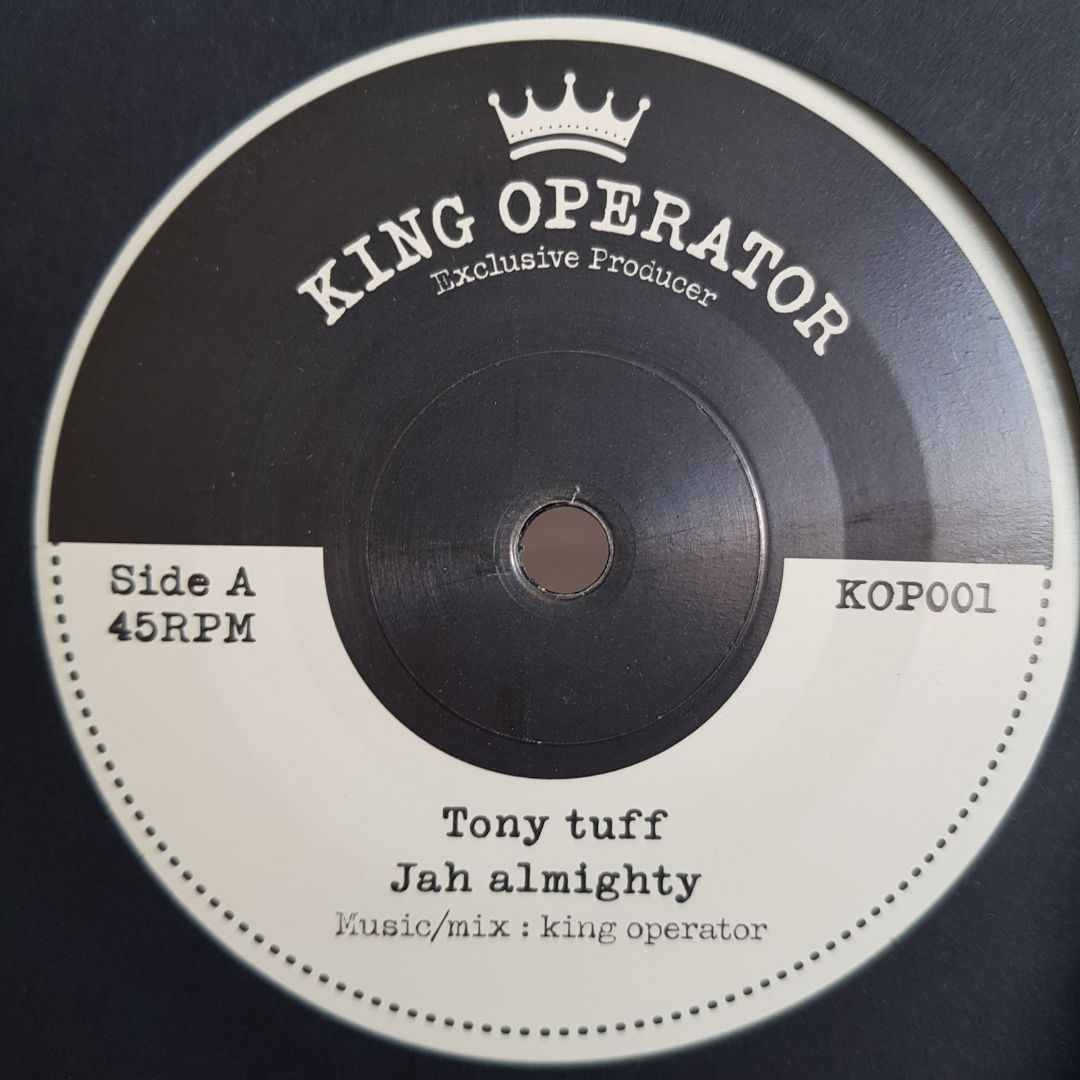 KING OPERATOR
Exclusive Producer
Side A
45RPM
KOP001
Tony tuff
Jah almighty
Music/mix : king operator